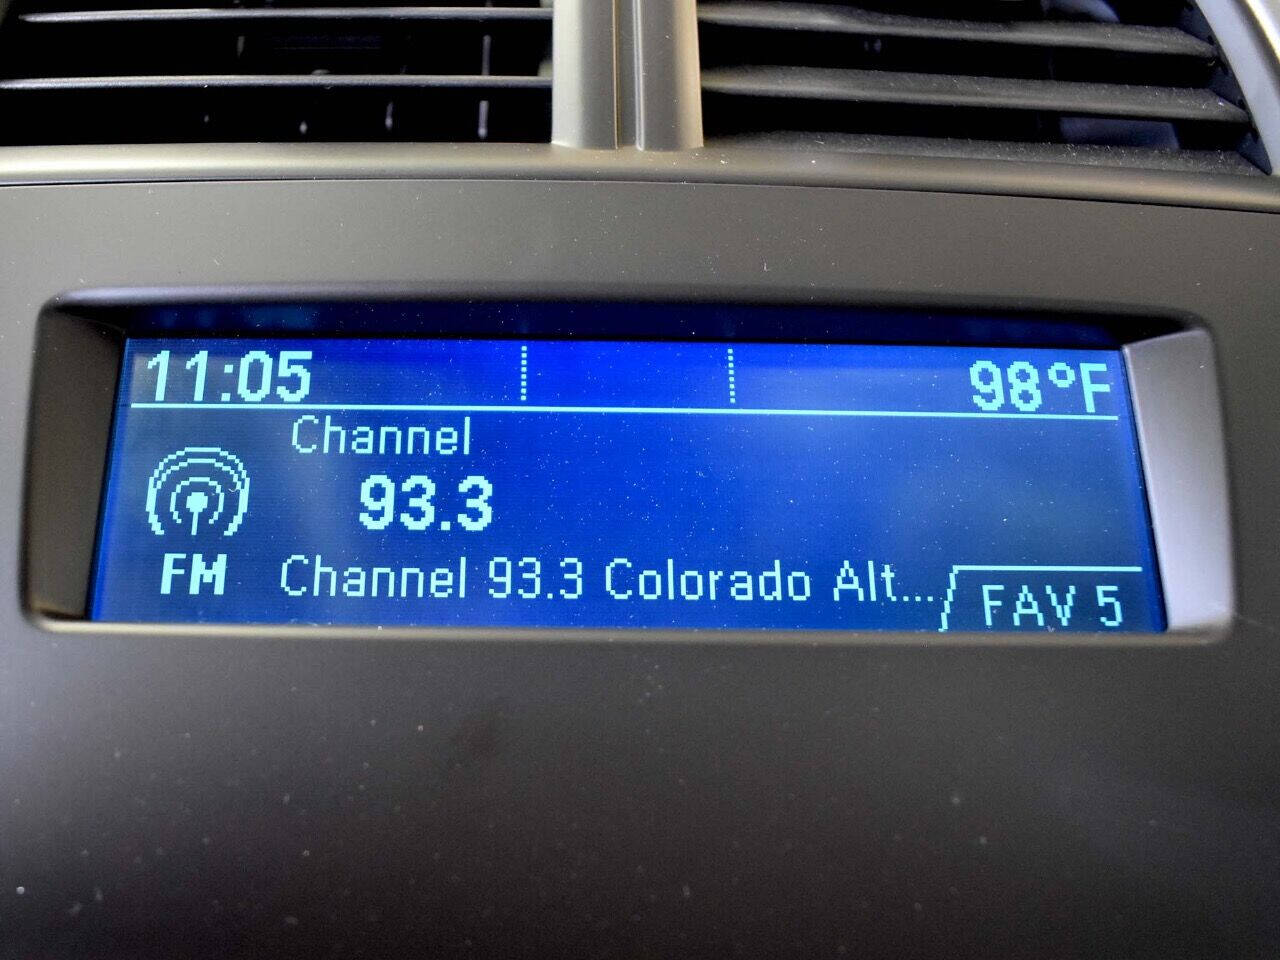 11:05 98°F
Channel
93.3
FM Channel 93.3 Colorado Alt... FAV 5